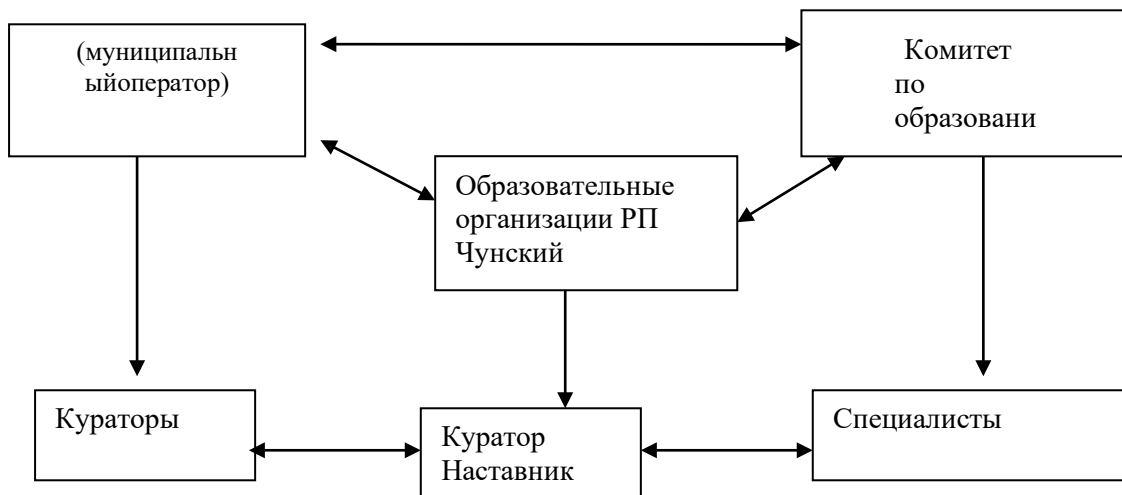 (муниципальн
ыйоператор)
Комитет
по
образовани
Образовательные
организации РП
Чунский
Кураторы
Куратор
Наставник
Специалисты